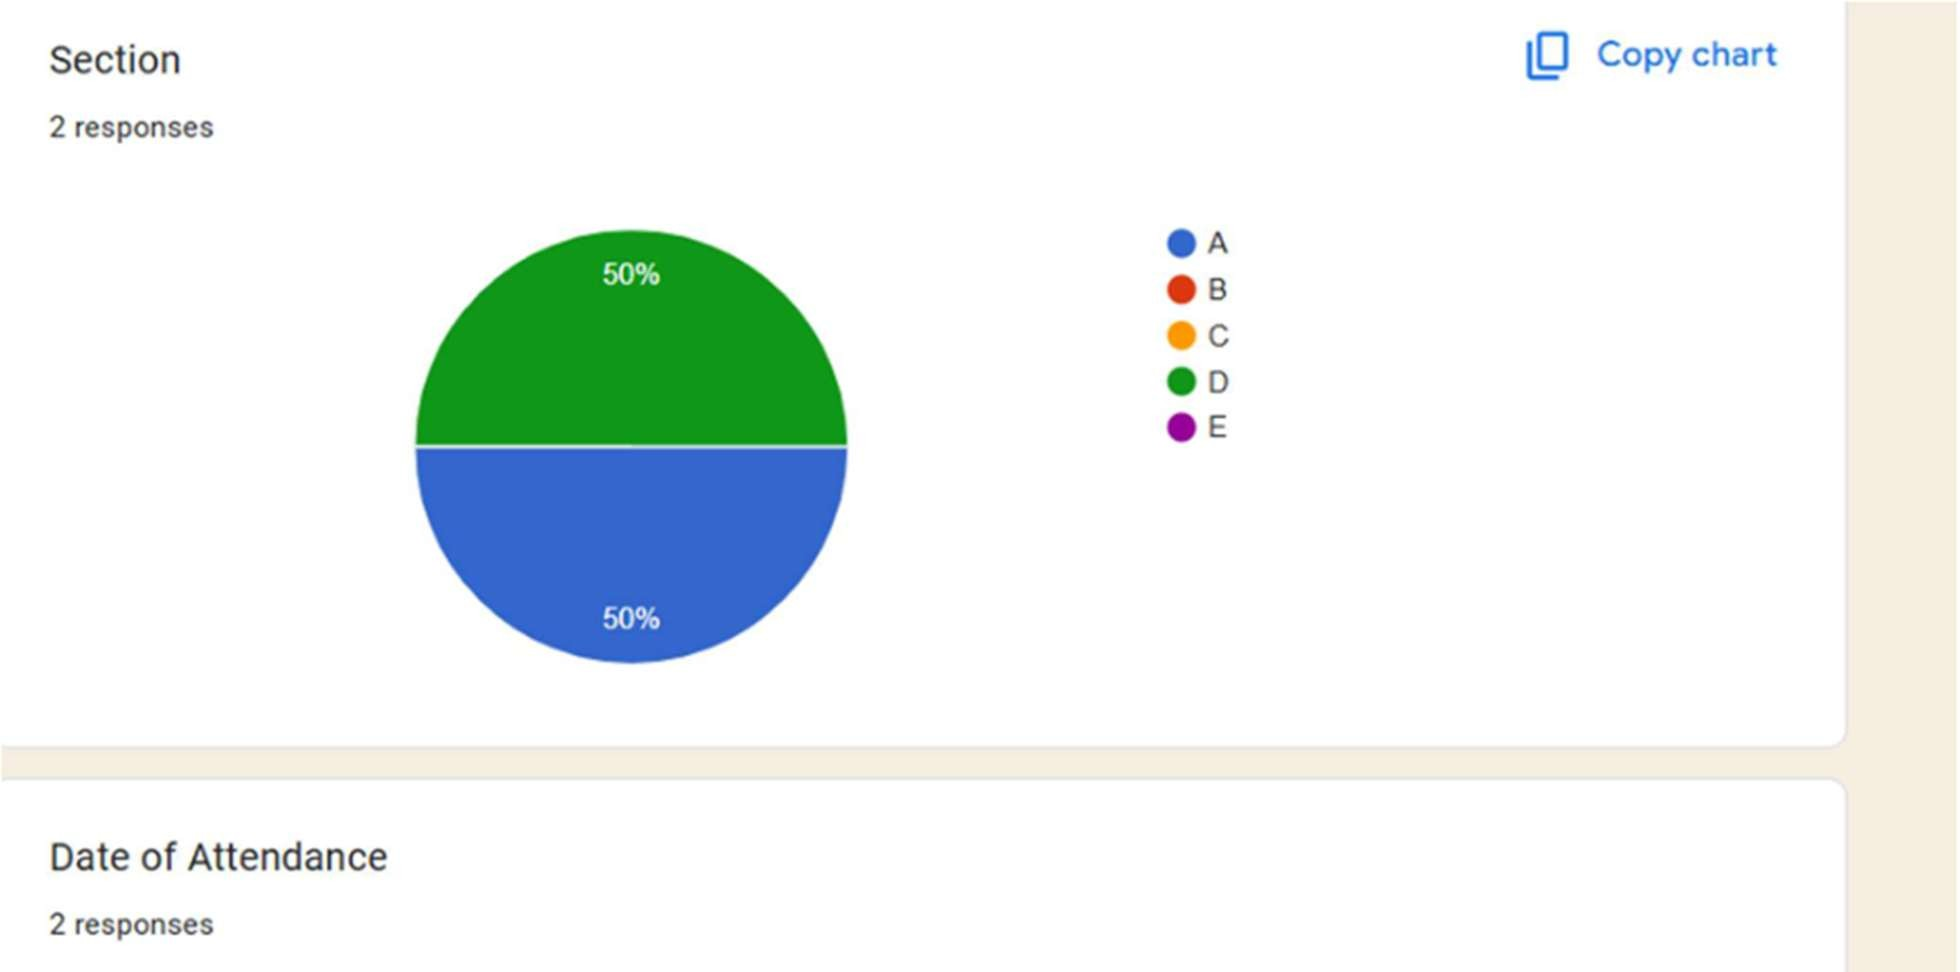 Section
Copy chart
2 responses
50%
50%
A
B
C
D
E
Date of Attendance
2 responses